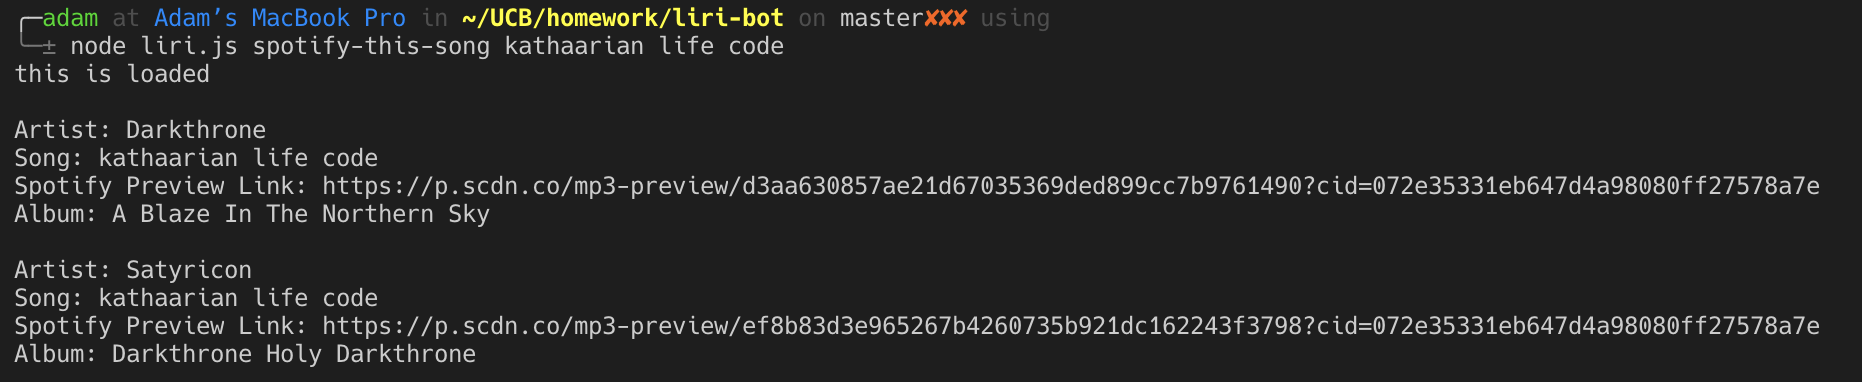 ╭─adam at Adam’s MacBook Pro in ~/UCB/homework/liri-bot on master✘✘✘ using
╰─± node liri.js spotify-this-song kathaarian life code
this is loaded

Artist: Darkthrone
Song: kathaarian life code
Spotify Preview Link: https://p.scdn.co/mp3-preview/d3aa630857ae21d67035369ded899cc7b9761490?cid=072e35331eb647d4a98080ff27578a7e
Album: A Blaze In The Northern Sky

Artist: Satyricon
Song: kathaarian life code
Spotify Preview Link: https://p.scdn.co/mp3-preview/ef8b83d3e965267b4260735b921dc162243f3798?cid=072e35331eb647d4a98080ff27578a7e
Album: Darkthrone Holy Darkthrone